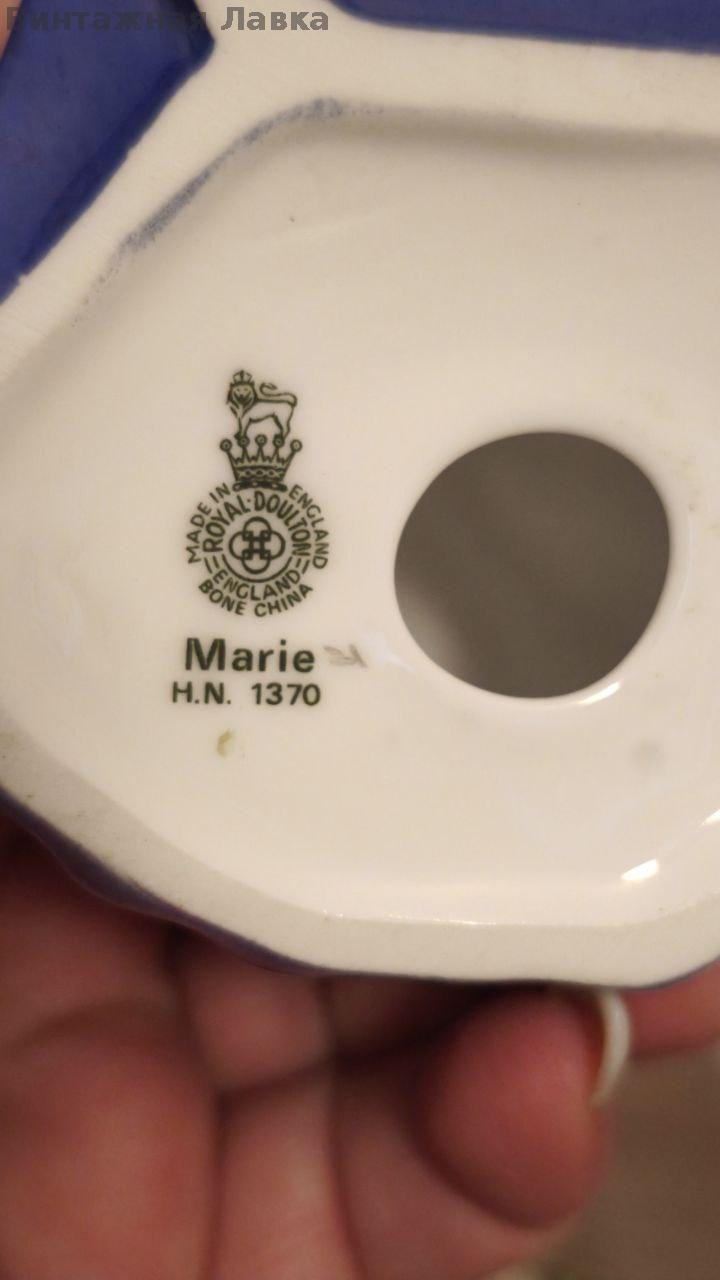 Винтажная Лавка
MADE IN ENGLAND
ROYAL·DOULTON
ENGLAND
BONE CHINA
Marie
H.N. 1370